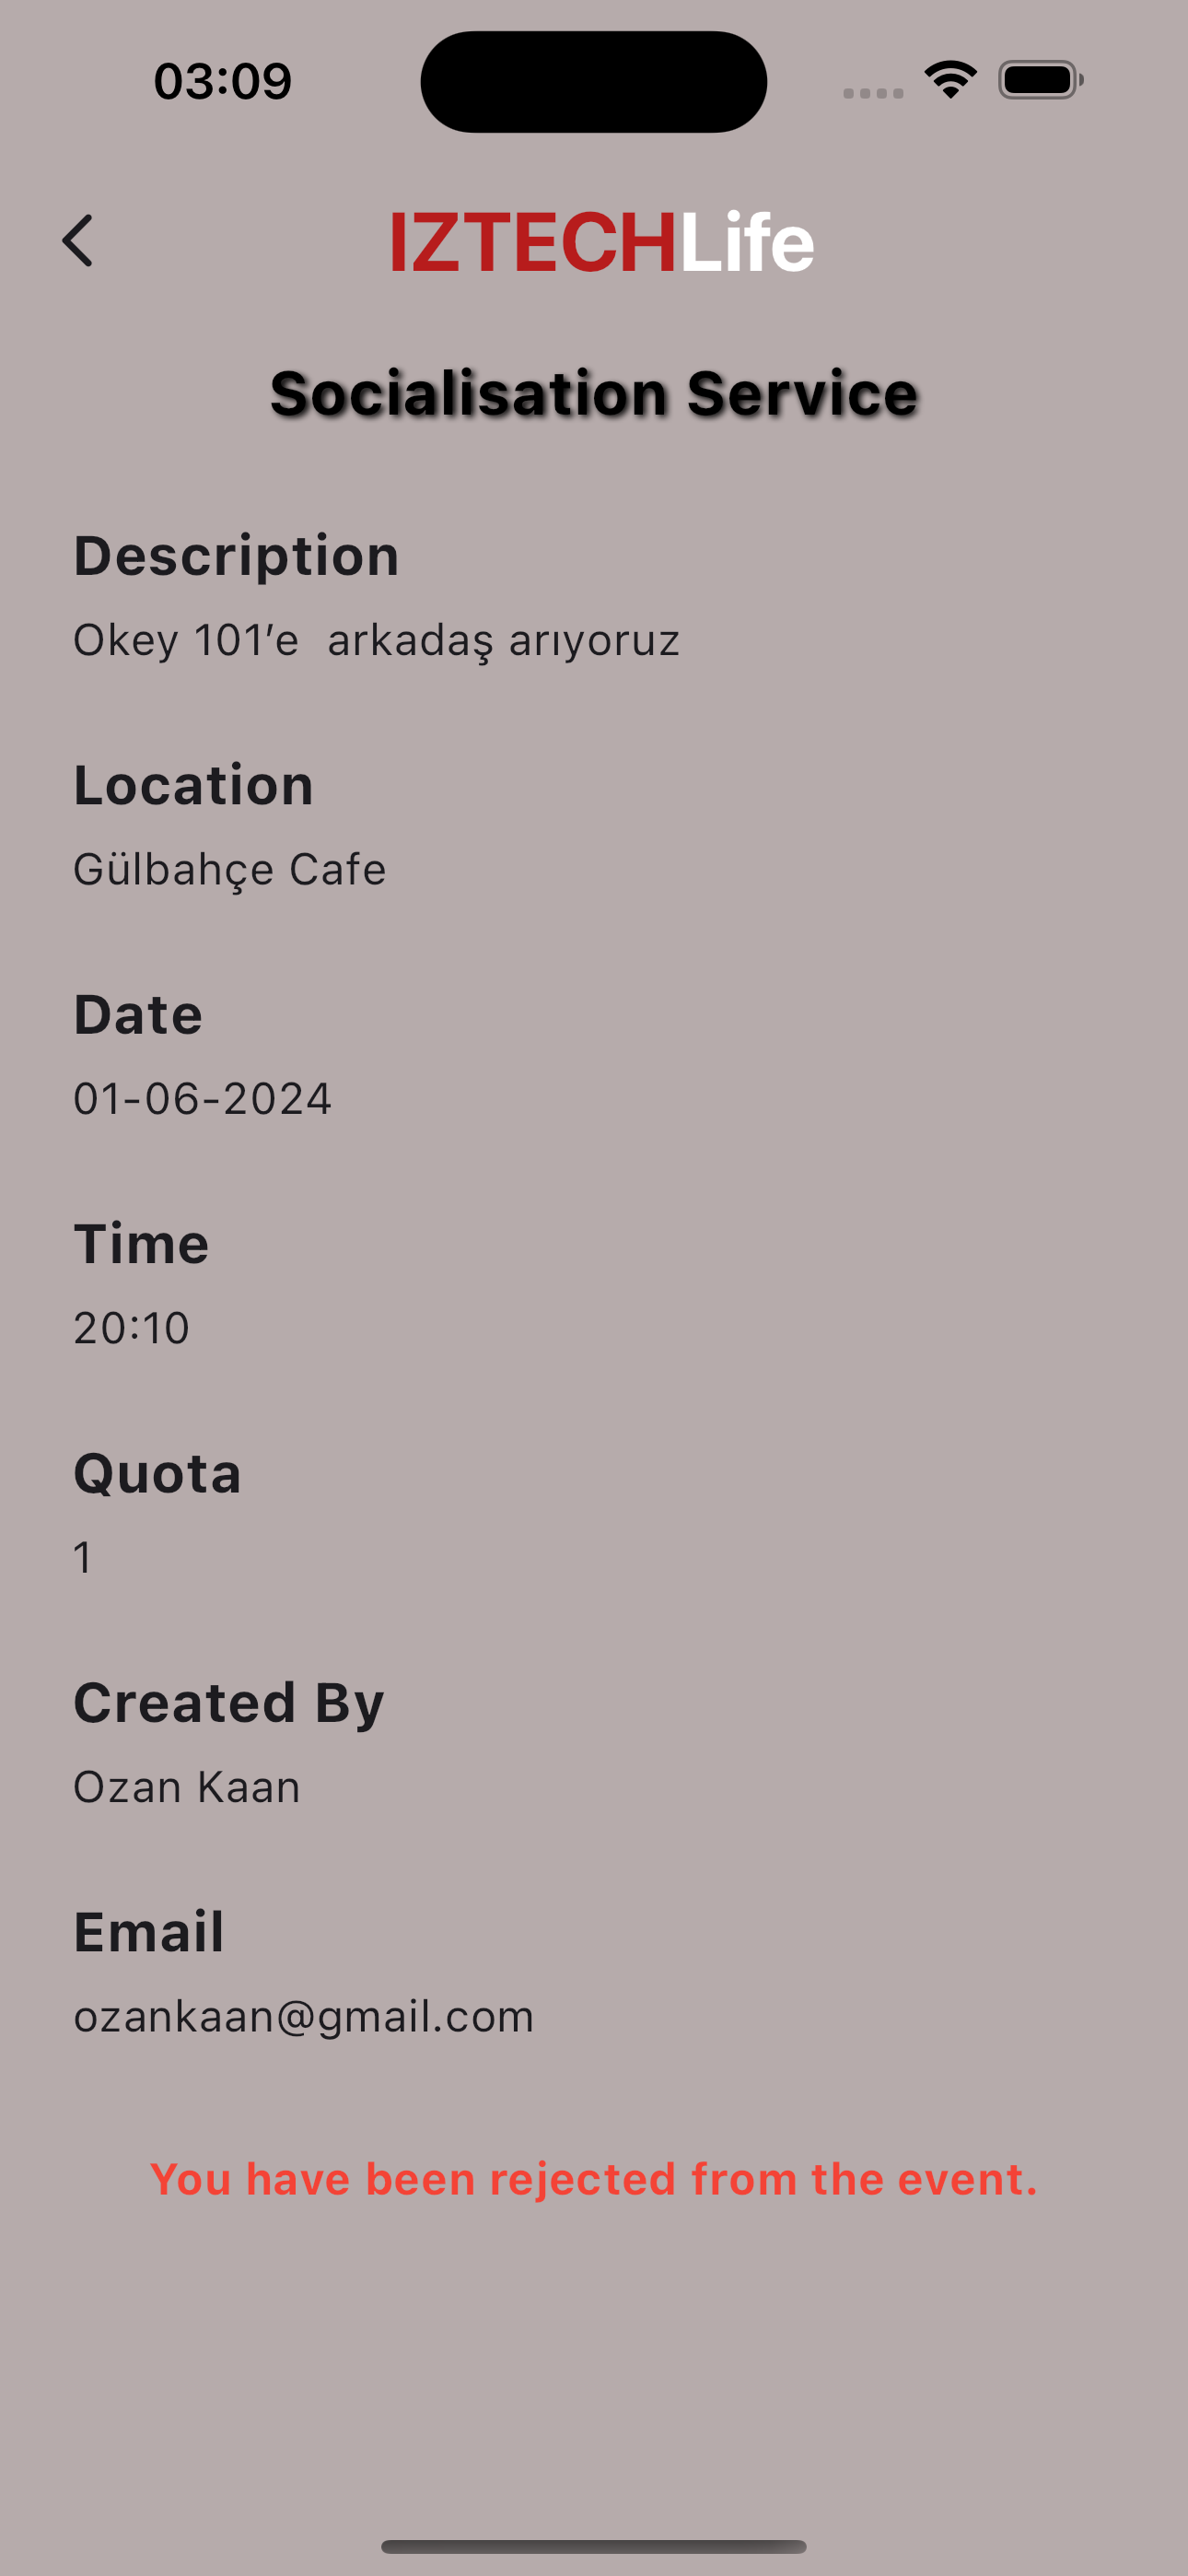 03:09
IZTECHLife
Socialisation Service
Description
Okey 101’e  arkadaş arıyoruz
Location
Gülbahçe Cafe
Date
01-06-2024
Time
20:10
Quota
1
Created By
Ozan Kaan
Email
ozankaan@gmail.com
You have been rejected from the event.